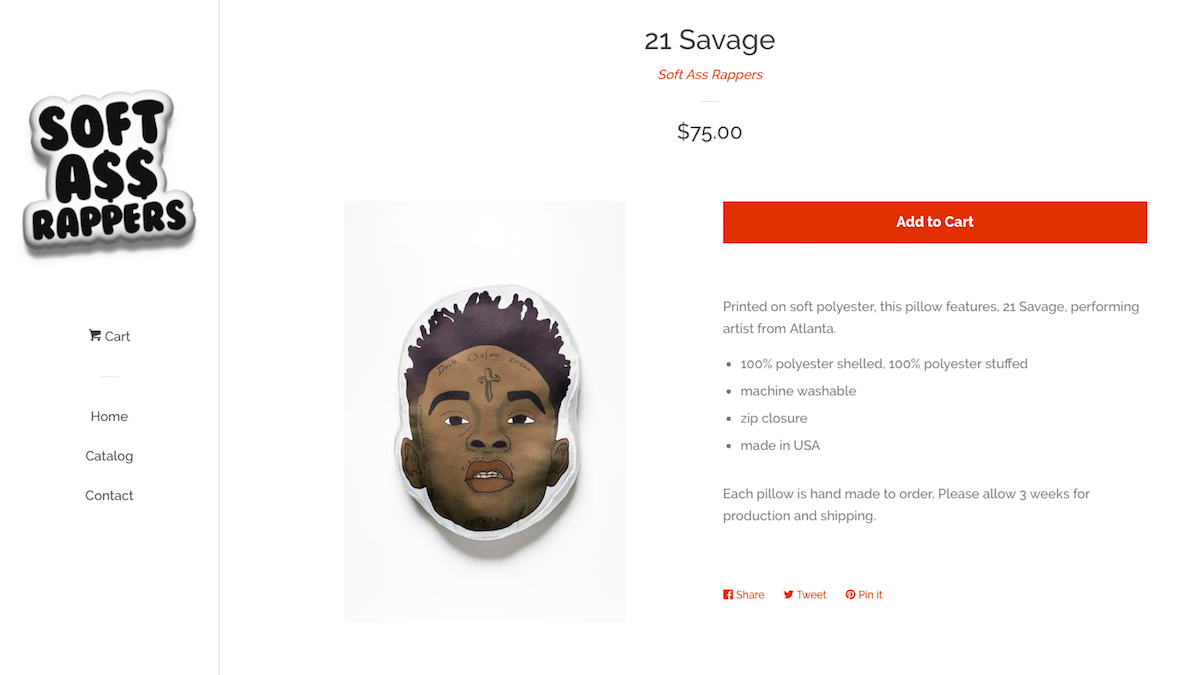 SOFT
A$$
RAPPERS
Cart
Home
Catalog
Contact
21 Savage
Soft Ass Rappers
$75.00
Add to Cart
Printed on soft polyester, this pillow features, 21 Savage, performing
artist from Atlanta.
100% polyester shelled, 100% polyester stuffed
machine washable
zip closure
made in USA
Each pillow is hand made to order. Please allow 3 weeks for
production and shipping.
Share
Tweet
Pin it